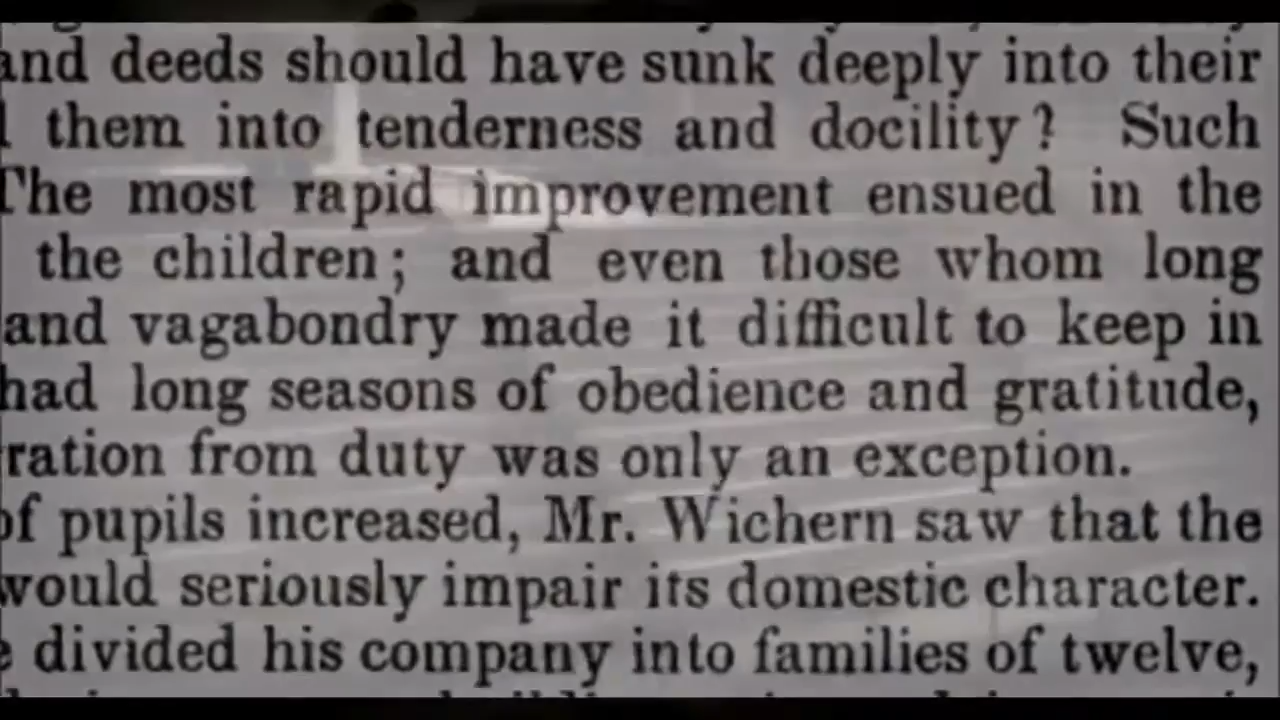 and deeds should have sunk deeply into their
them into tenderness and docility? Such
The most rapid improvement ensued in the
the children; and even those whom long
and vagabondry made it difficult to keep in
had long seasons of obedience and gratitude,
ration from duty was only an exception.
of pupils increased, Mr. Wichern saw that the
would seriously impair its domestic character.
divided his company into families of twelve,